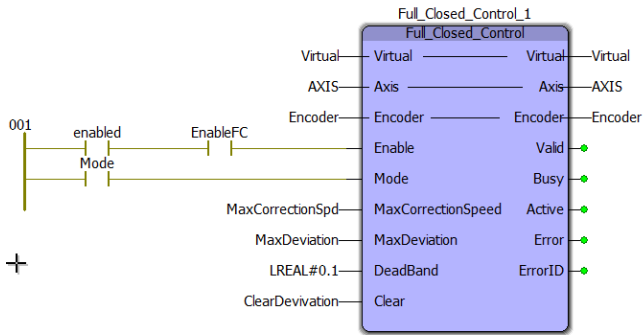 Full_Closed_Control_1
Full_Closed_Control
Virtual Virtual Virtual Virtual
AXIS Axis Axis AXIS
Encoder Encoder Encoder Encoder
001
enabled EnableFC Enable Valid
Mode Mode Busy
MaxCorrectionSpd MaxCorrectionSpeed Active
MaxDeviation MaxDeviation Error
LREAL#0.1 DeadBand ErrorID
ClearDevivation Clear